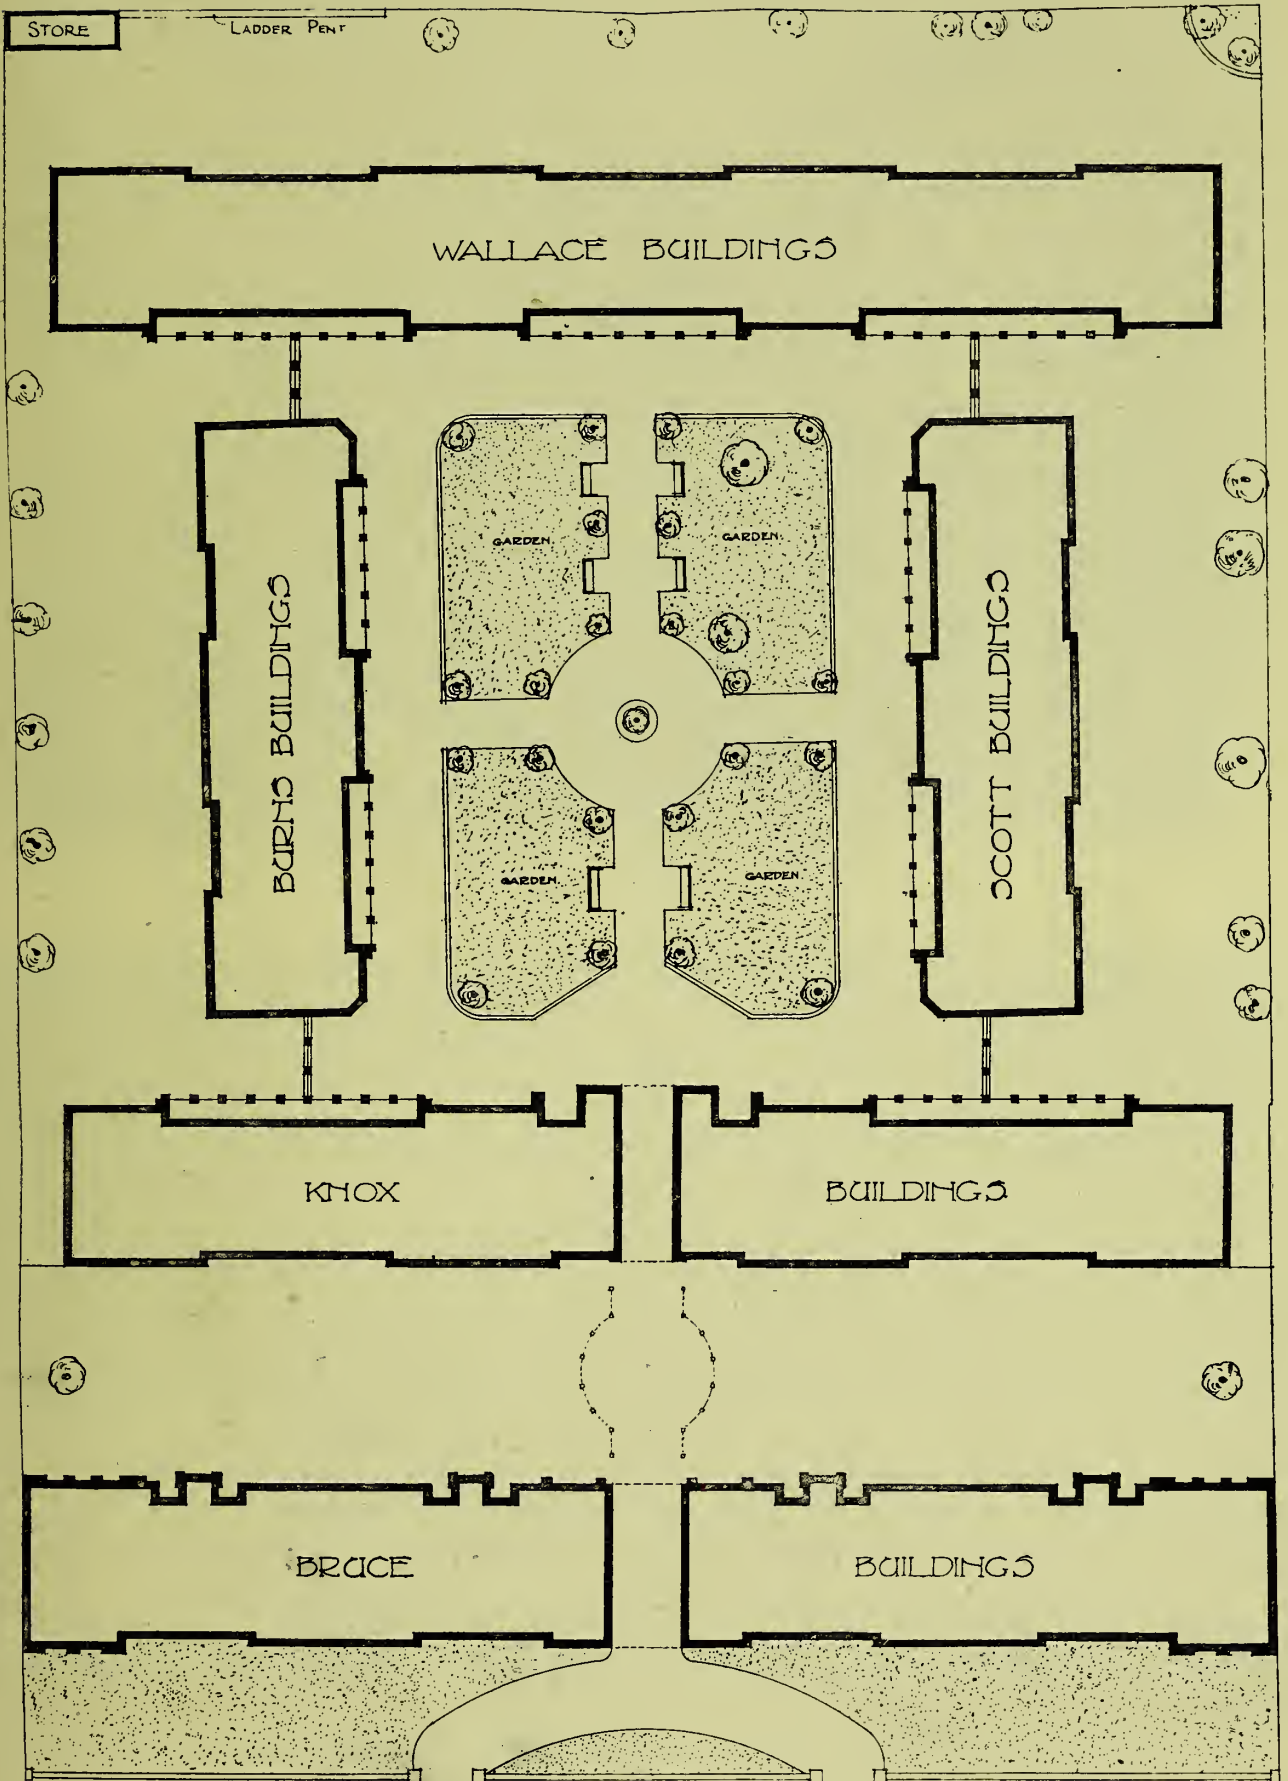 STORE
LADDER PENT
WALLACE BUILDINGS
GARDEN.
GARDEN.
BURNS BUILDINGS
SCOTT BUILDINGS
GARDEN.
GARDEN.
KNOX BUILDINGS
BRUCE BUILDINGS